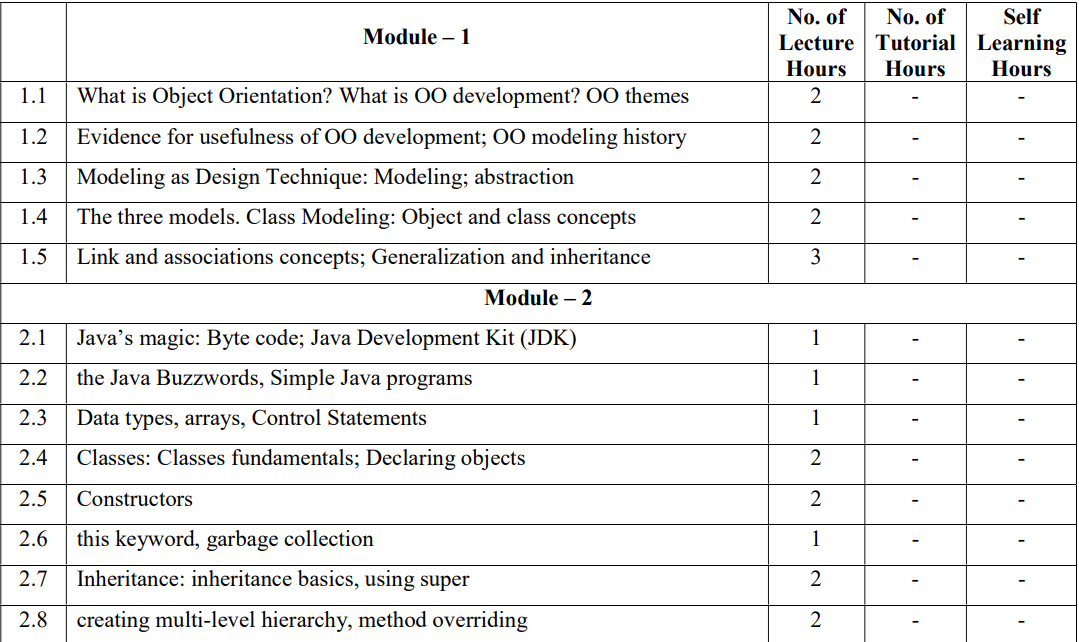 Module – 1 No. of Lecture Hours No. of Tutorial Hours Self Learning Hours
1.1 What is Object Orientation? What is OO development? OO themes 2 - -
1.2 Evidence for usefulness of OO development; OO modeling history 2 - -
1.3 Modeling as Design Technique: Modeling; abstraction 2 - -
1.4 The three models. Class Modeling: Object and class concepts 2 - -
1.5 Link and associations concepts; Generalization and inheritance 3 - -
Module – 2
2.1 Java’s magic: Byte code; Java Development Kit (JDK) 1 - -
2.2 the Java Buzzwords, Simple Java programs 1 - -
2.3 Data types, arrays, Control Statements 1 - -
2.4 Classes: Classes fundamentals; Declaring objects 2 - -
2.5 Constructors 2 - -
2.6 this keyword, garbage collection 1 - -
2.7 Inheritance: inheritance basics, using super 2 - -
2.8 creating multi-level hierarchy, method overriding 2 - -